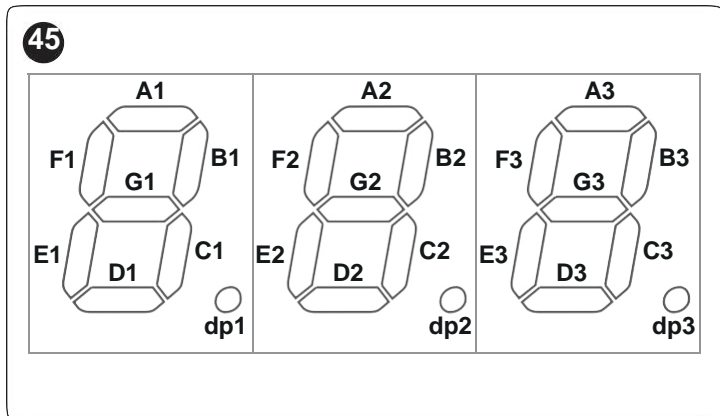 45
A1 A2 A3
F1 B1 F2 B2 F3 B3
G1 G2 G3
E1 C1 E2 C2 E3 C3
D1 D2 D3
dp1 dp2 dp3